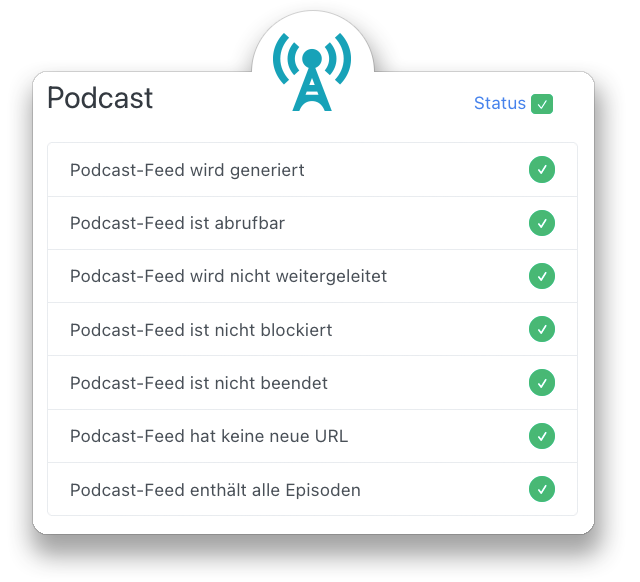 Podcast
Status
Podcast-Feed wird generiert
Podcast-Feed ist abrufbar
Podcast-Feed wird nicht weitergeleitet
Podcast-Feed ist nicht blockiert
Podcast-Feed ist nicht beendet
Podcast-Feed hat keine neue URL
Podcast-Feed enthält alle Episoden